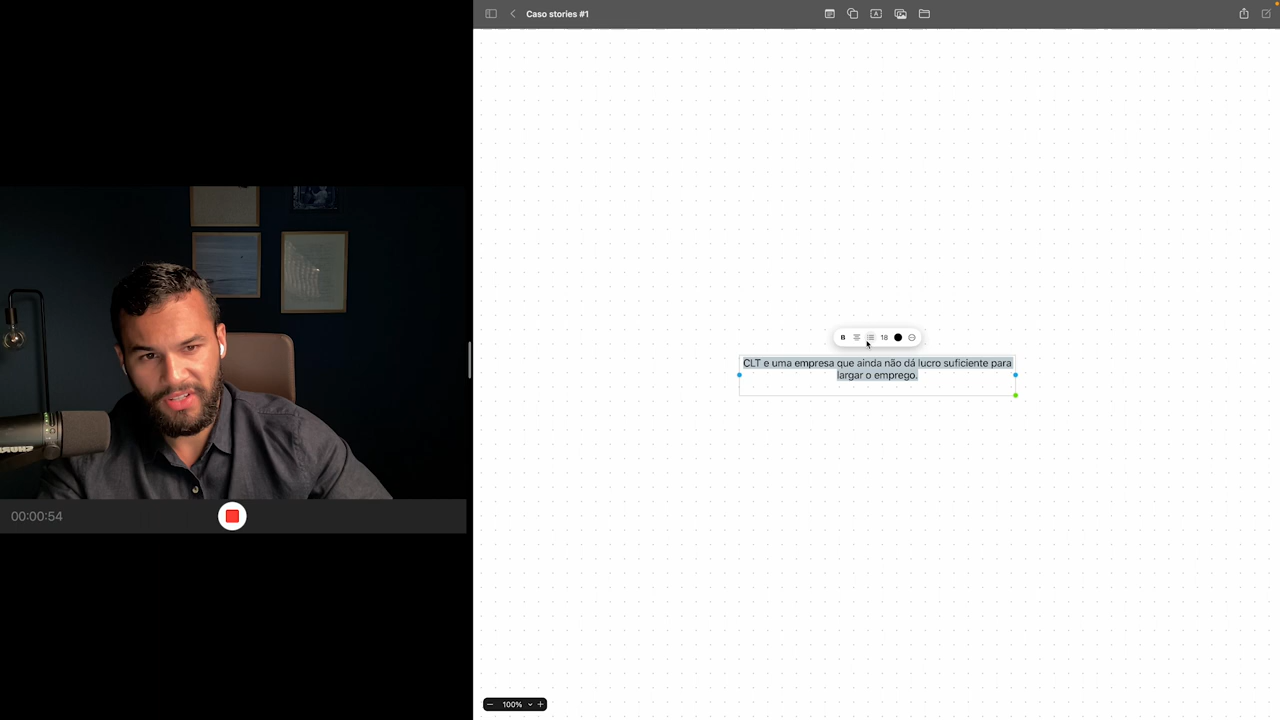 Caso stories #1
B
18
CLT e uma empresa que ainda não dá lucro suficiente para
largar o emprego.
00:00:54
100%